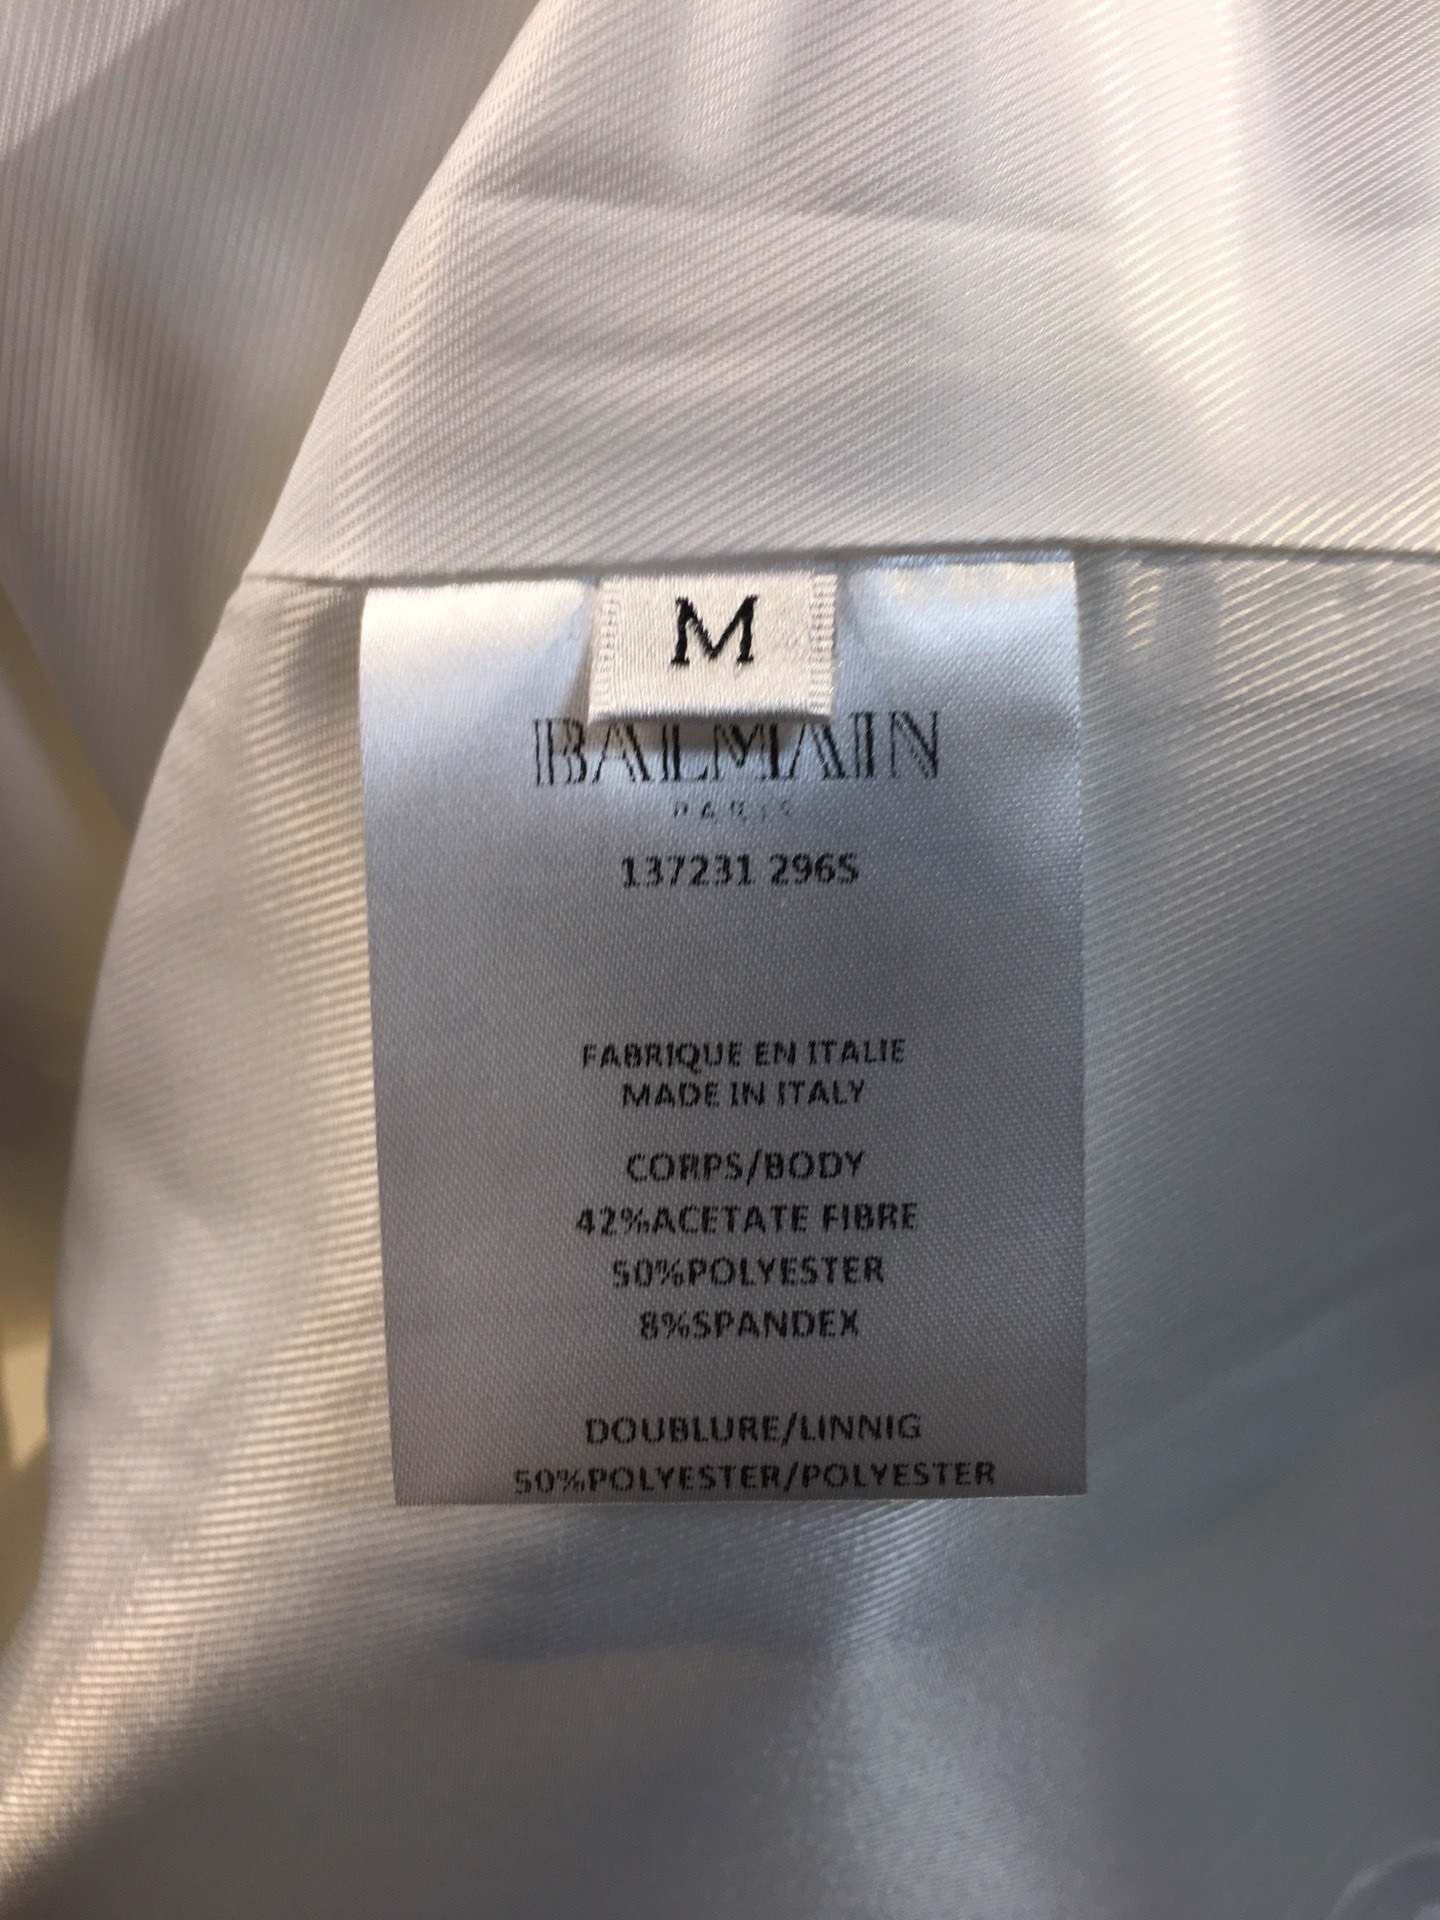 M
BALMAIN
PARIS
137231 296S
FABRIQUE EN ITALIE
MADE IN ITALY
CORPS/BODY
42%ACETATE FIBRE
50%POLYESTER
8%SPANDEX
DOUBLURE/LINNIG
50%POLYESTER/POLYESTER